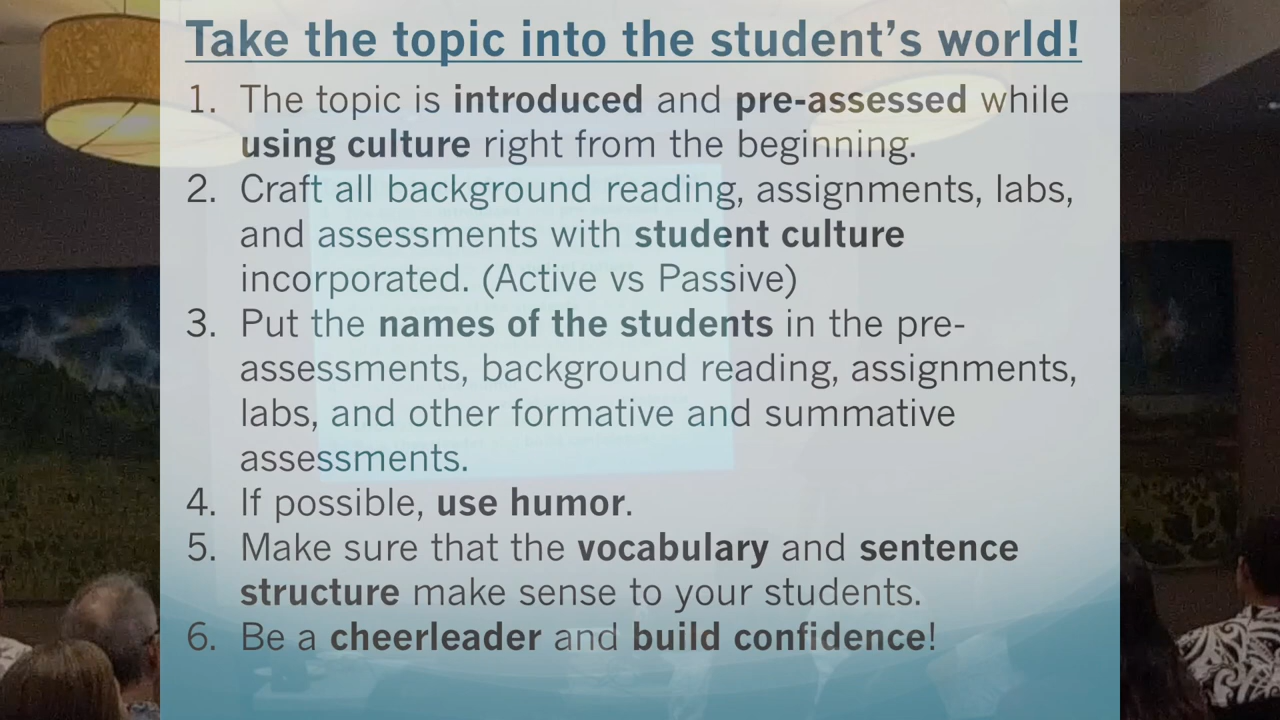 Take the topic into the student's world!
1. The topic is introduced and pre-assessed while
using culture right from the beginning.
2. Craft all background reading, assignments, labs,
and assessments with student culture
incorporated. (Active vs Passive)
3. Put the names of the students in the pre-
assessments, background reading, assignments,
labs, and other formative and summative
assessments.
4. If possible, use humor.
5. Make sure that the vocabulary and sentence
structure make sense to your students.
6. Be a cheerleader and build confidence!